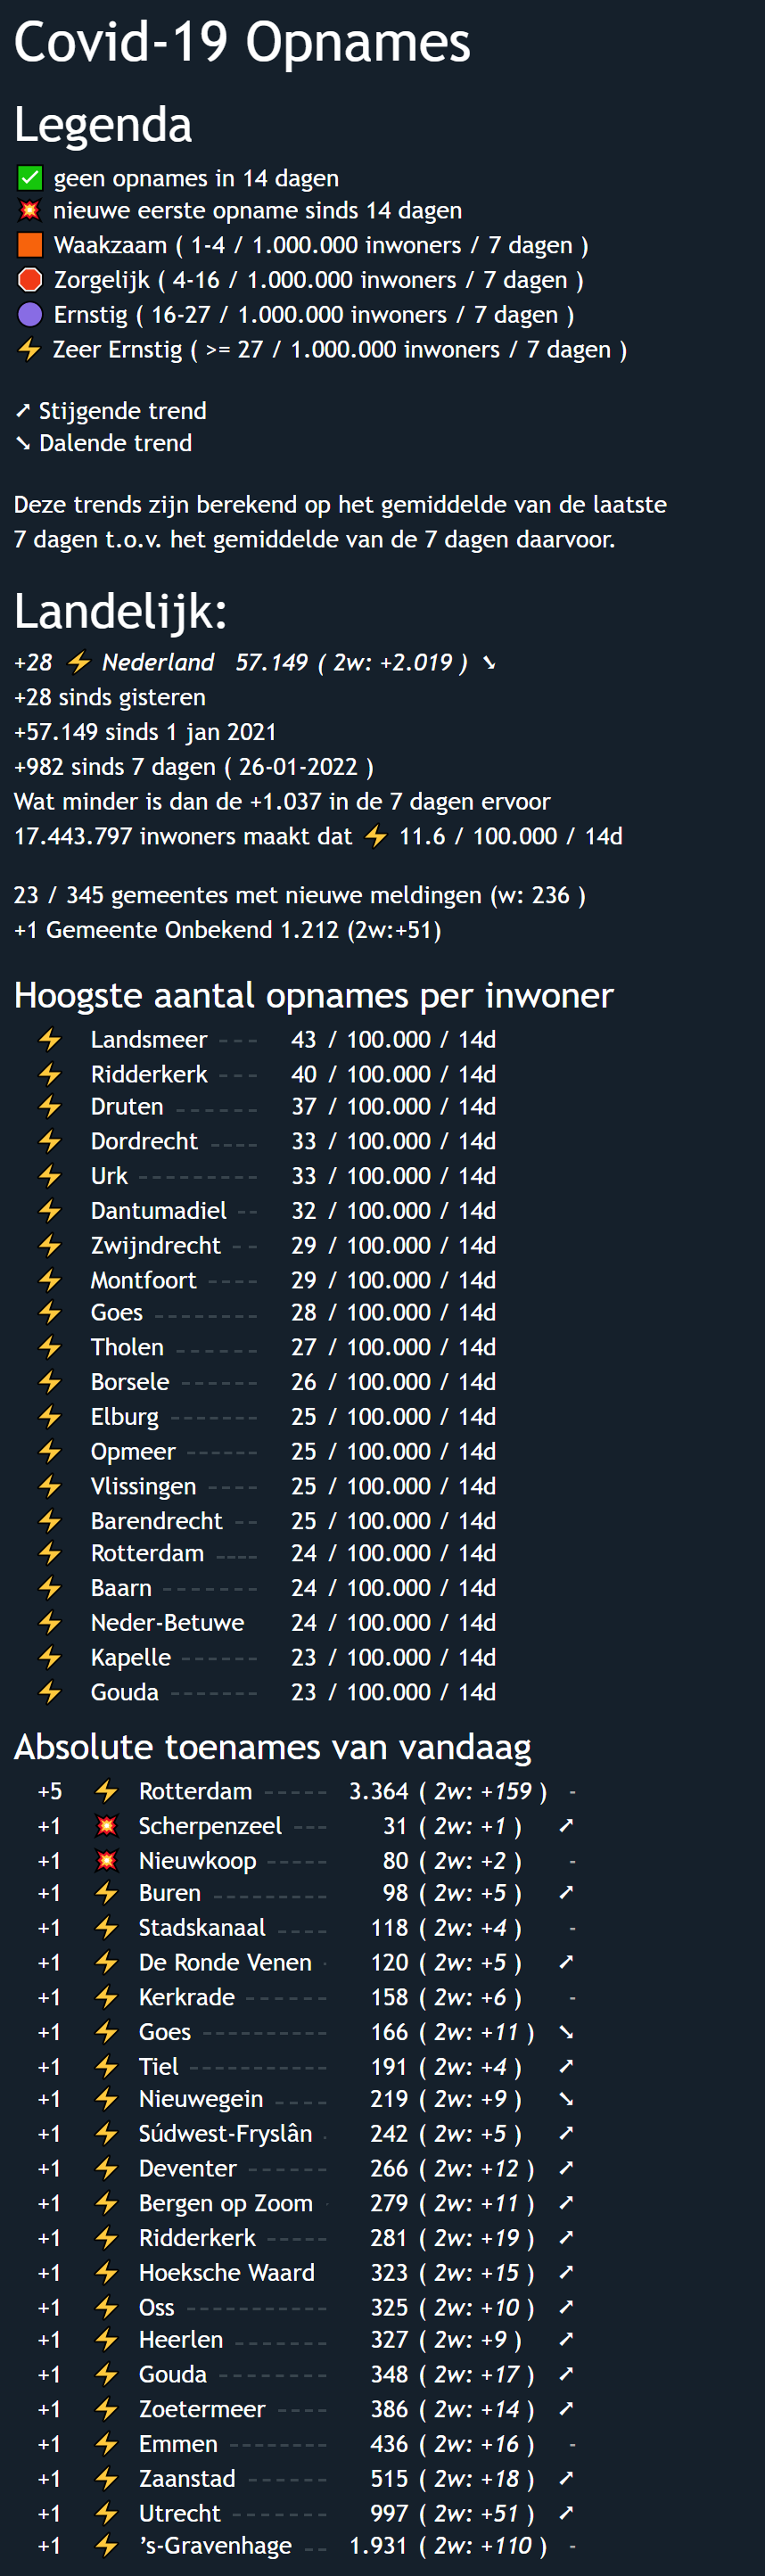 Covid-19 Opnames
Legenda
✅ geen opnames in 14 dagen
💥 nieuwe eerste opname sinds 14 dagen
🟧 Waakzaam ( 1-4 / 1.000.000 inwoners / 7 dagen )
🛑 Zorgelijk ( 4-16 / 1.000.000 inwoners / 7 dagen )
🟣 Ernstig ( 16-27 / 1.000.000 inwoners / 7 dagen )
⚡ Zeer Ernstig ( >= 27 / 1.000.000 inwoners / 7 dagen )
➚ Stijgende trend
➘ Dalende trend
Deze trends zijn berekend op het gemiddelde van de laatste
7 dagen t.o.v. het gemiddelde van de 7 dagen daarvoor.
Landelijk:
+28 ⚡ Nederland 57.149 ( 2w: +2.019 ) ➘
+28 sinds gisteren
+57.149 sinds 1 jan 2021
+982 sinds 7 dagen ( 26-01-2022 )
Wat minder is dan de +1.037 in de 7 dagen ervoor
17.443.797 inwoners maakt dat ⚡ 11.6 / 100.000 / 14d
23 / 345 gemeentes met nieuwe meldingen (w: 236 )
+1 Gemeente Onbekend 1.212 (2w:+51)
Hoogste aantal opnames per inwoner
⚡ Landsmeer --- 43 / 100.000 / 14d
⚡ Ridderkerk --- 40 / 100.000 / 14d
⚡ Druten ------ 37 / 100.000 / 14d
⚡ Dordrecht ---- 33 / 100.000 / 14d
⚡ Urk --------- 33 / 100.000 / 14d
⚡ Dantumadiel -- 32 / 100.000 / 14d
⚡ Zwijndrecht -- 29 / 100.000 / 14d
⚡ Montfoort ---- 29 / 100.000 / 14d
⚡ Goes -------- 28 / 100.000 / 14d
⚡ Tholen ------ 27 / 100.000 / 14d
⚡ Borsele ------ 26 / 100.000 / 14d
⚡ Elburg ------- 25 / 100.000 / 14d
⚡ Opmeer ------ 25 / 100.000 / 14d
⚡ Vlissingen ---- 25 / 100.000 / 14d
⚡ Barendrecht -- 25 / 100.000 / 14d
⚡ Rotterdam ---- 24 / 100.000 / 14d
⚡ Baarn ------- 24 / 100.000 / 14d
⚡ Neder-Betuwe 24 / 100.000 / 14d
⚡ Kapelle ------ 23 / 100.000 / 14d
⚡ Gouda ------- 23 / 100.000 / 14d
Absolute toenames van vandaag
+5 ⚡ Rotterdam ----- 3.364 ( 2w: +159 ) -
+1 💥 Scherpenzeel --- 31 ( 2w: +1 ) ➚
+1 💥 Nieuwkoop ----- 80 ( 2w: +2 ) -
+1 ⚡ Buren --------- 98 ( 2w: +5 ) ➚
+1 ⚡ Stadskanaal ---- 118 ( 2w: +4 ) -
+1 ⚡ De Ronde Venen - 120 ( 2w: +5 ) ➚
+1 ⚡ Kerkrade ------ 158 ( 2w: +6 ) -
+1 ⚡ Goes ---------- 166 ( 2w: +11 ) ➘
+1 ⚡ Tiel ----------- 191 ( 2w: +4 ) ➚
+1 ⚡ Nieuwegein ---- 219 ( 2w: +9 ) ➘
+1 ⚡ Súdwest-Fryslân - 242 ( 2w: +5 ) ➚
+1 ⚡ Deventer ------ 266 ( 2w: +12 ) ➚
+1 ⚡ Bergen op Zoom - 279 ( 2w: +11 ) ➚
+1 ⚡ Ridderkerk ----- 281 ( 2w: +19 ) ➚
+1 ⚡ Hoeksche Waard 323 ( 2w: +15 ) ➚
+1 ⚡ Oss ----------- 325 ( 2w: +10 ) ➚
+1 ⚡ Heerlen ------- 327 ( 2w: +9 ) ➚
+1 ⚡ Gouda -------- 348 ( 2w: +17 ) ➚
+1 ⚡ Zoetermeer ---- 386 ( 2w: +14 ) ➚
+1 ⚡ Emmen -------- 436 ( 2w: +16 ) -
+1 ⚡ Zaanstad ------ 515 ( 2w: +18 ) ➚
+1 ⚡ Utrecht ------- 997 ( 2w: +51 ) ➚
+1 ⚡ ’s-Gravenhage -- 1.931 ( 2w: +110 ) -